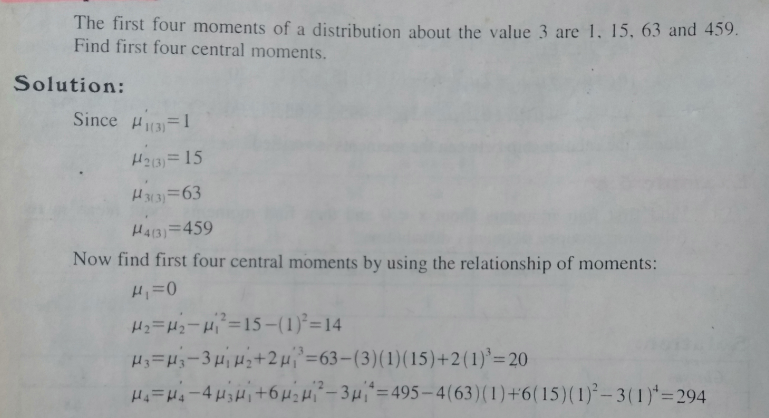 The first four moments of a distribution about the value 3 are 1, 15, 63 and 459.
Find first four central moments.
Solution:
Since μ′₁₍₃₎=1
μ′₂₍₃₎=15
μ′₃₍₃₎=63
μ′₄₍₃₎=459
Now find first four central moments by using the relationship of moments:
μ₁=0
μ₂=μ′₂−μ′₁²=15−(1)²=14
μ₃=μ′₃−3μ′₁μ′₂+2μ′₁³=63−(3)(1)(15)+2(1)³=20
μ₄=μ′₄−4μ′₃μ′₁+6μ′₂μ′₁²−3μ′₁⁴=495−4(63)(1)+6(15)(1)²−3(1)⁴=294